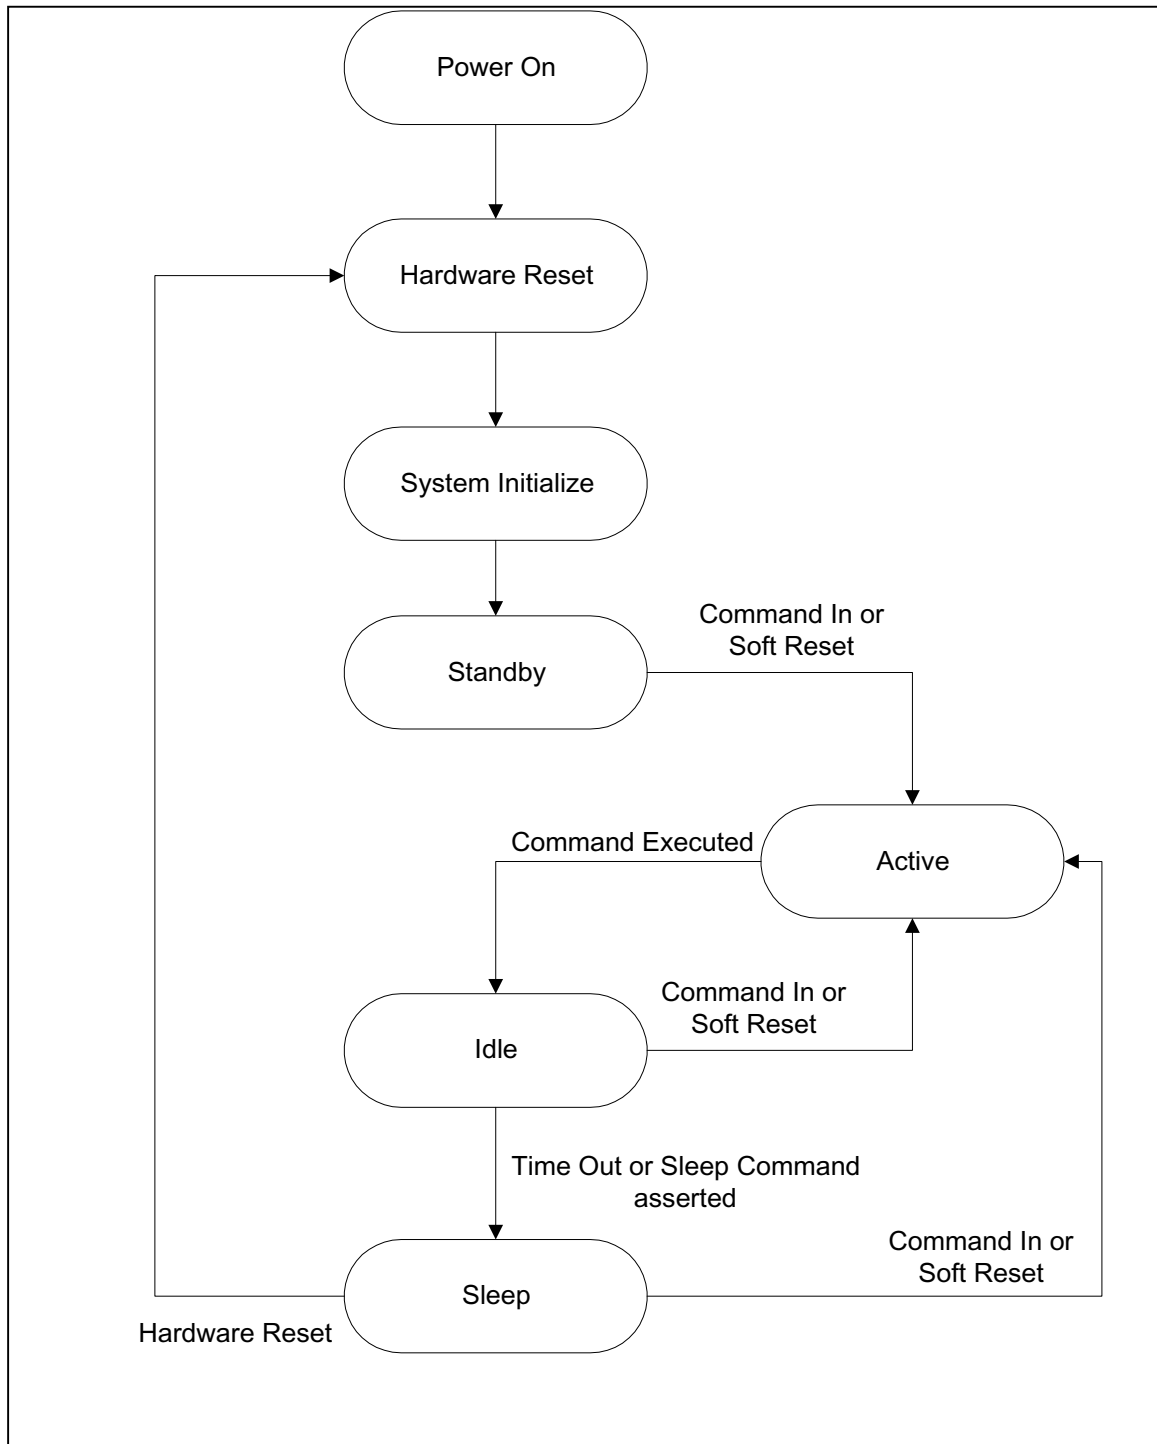 Power On
Hardware Reset
System Initialize
Standby
Command In or
Soft Reset
Active
Command Executed
Idle
Command In or
Soft Reset
Time Out or Sleep Command
asserted
Sleep
Command In or
Soft Reset
Hardware Reset